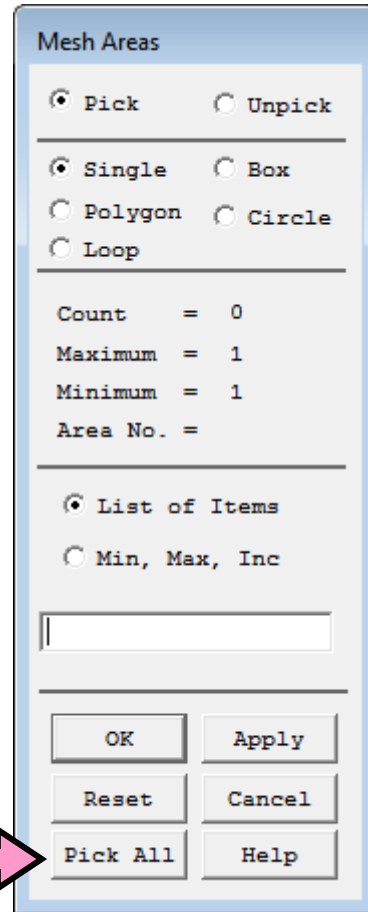 Mesh Areas
Pick Unpick
Single Box
Polygon Circle
Loop
Count = 0
Maximum = 1
Minimum = 1
Area No. =
List of Items
Min, Max, Inc
OK Apply
Reset Cancel
Pick All Help